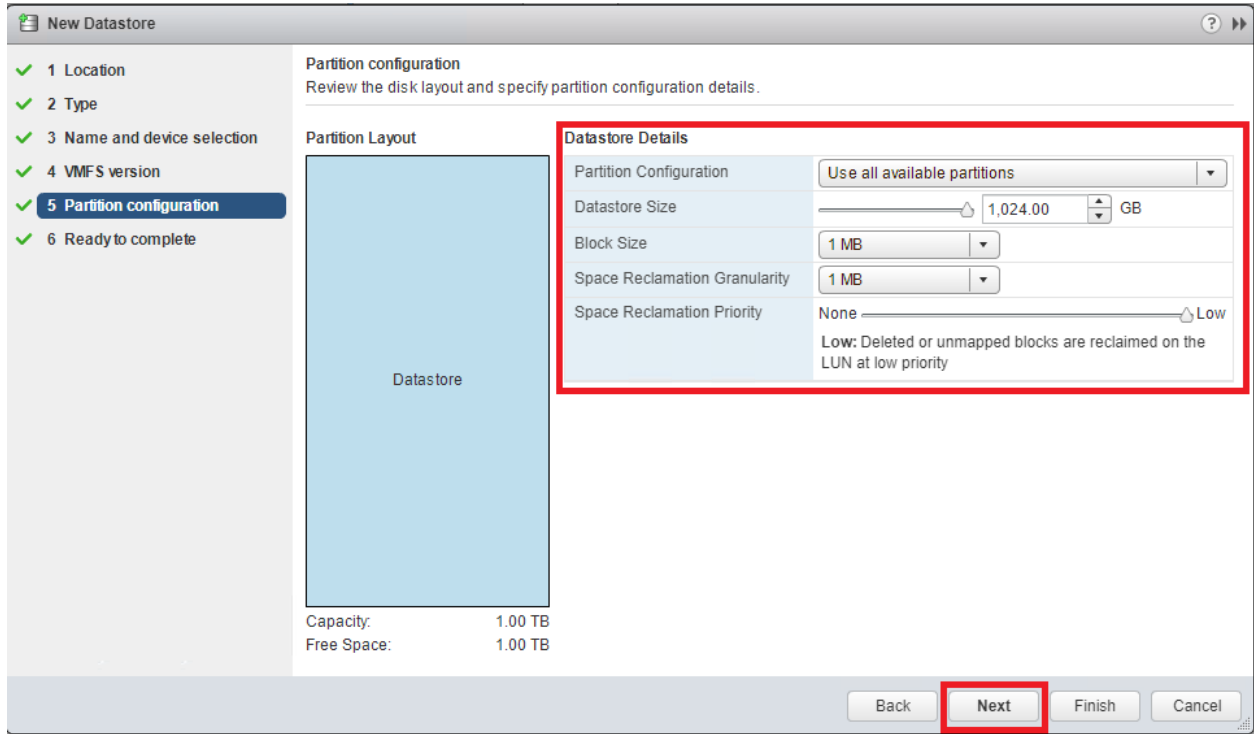 New Datastore
?
1 Location
2 Type
3 Name and device selection
4 VMFS version
5 Partition configuration
6 Ready to complete
Partition configuration
Review the disk layout and specify partition configuration details.
Partition Layout
Datastore
Capacity: 1.00 TB
Free Space: 1.00 TB
Datastore Details
Partition Configuration Use all available partitions
Datastore Size 1,024.00 GB
Block Size 1 MB
Space Reclamation Granularity 1 MB
Space Reclamation Priority None Low
Low: Deleted or unmapped blocks are reclaimed on the
LUN at low priority
Back Next Finish Cancel